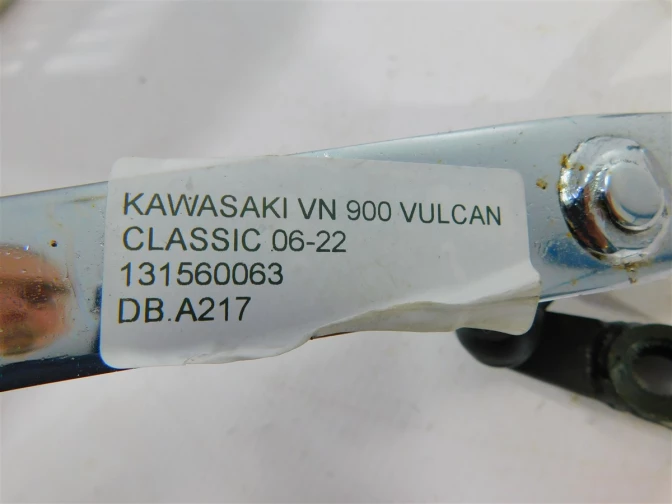 KAWASAKI VN 900 VULCAN
CLASSIC 06-22
131560063
DB.A217